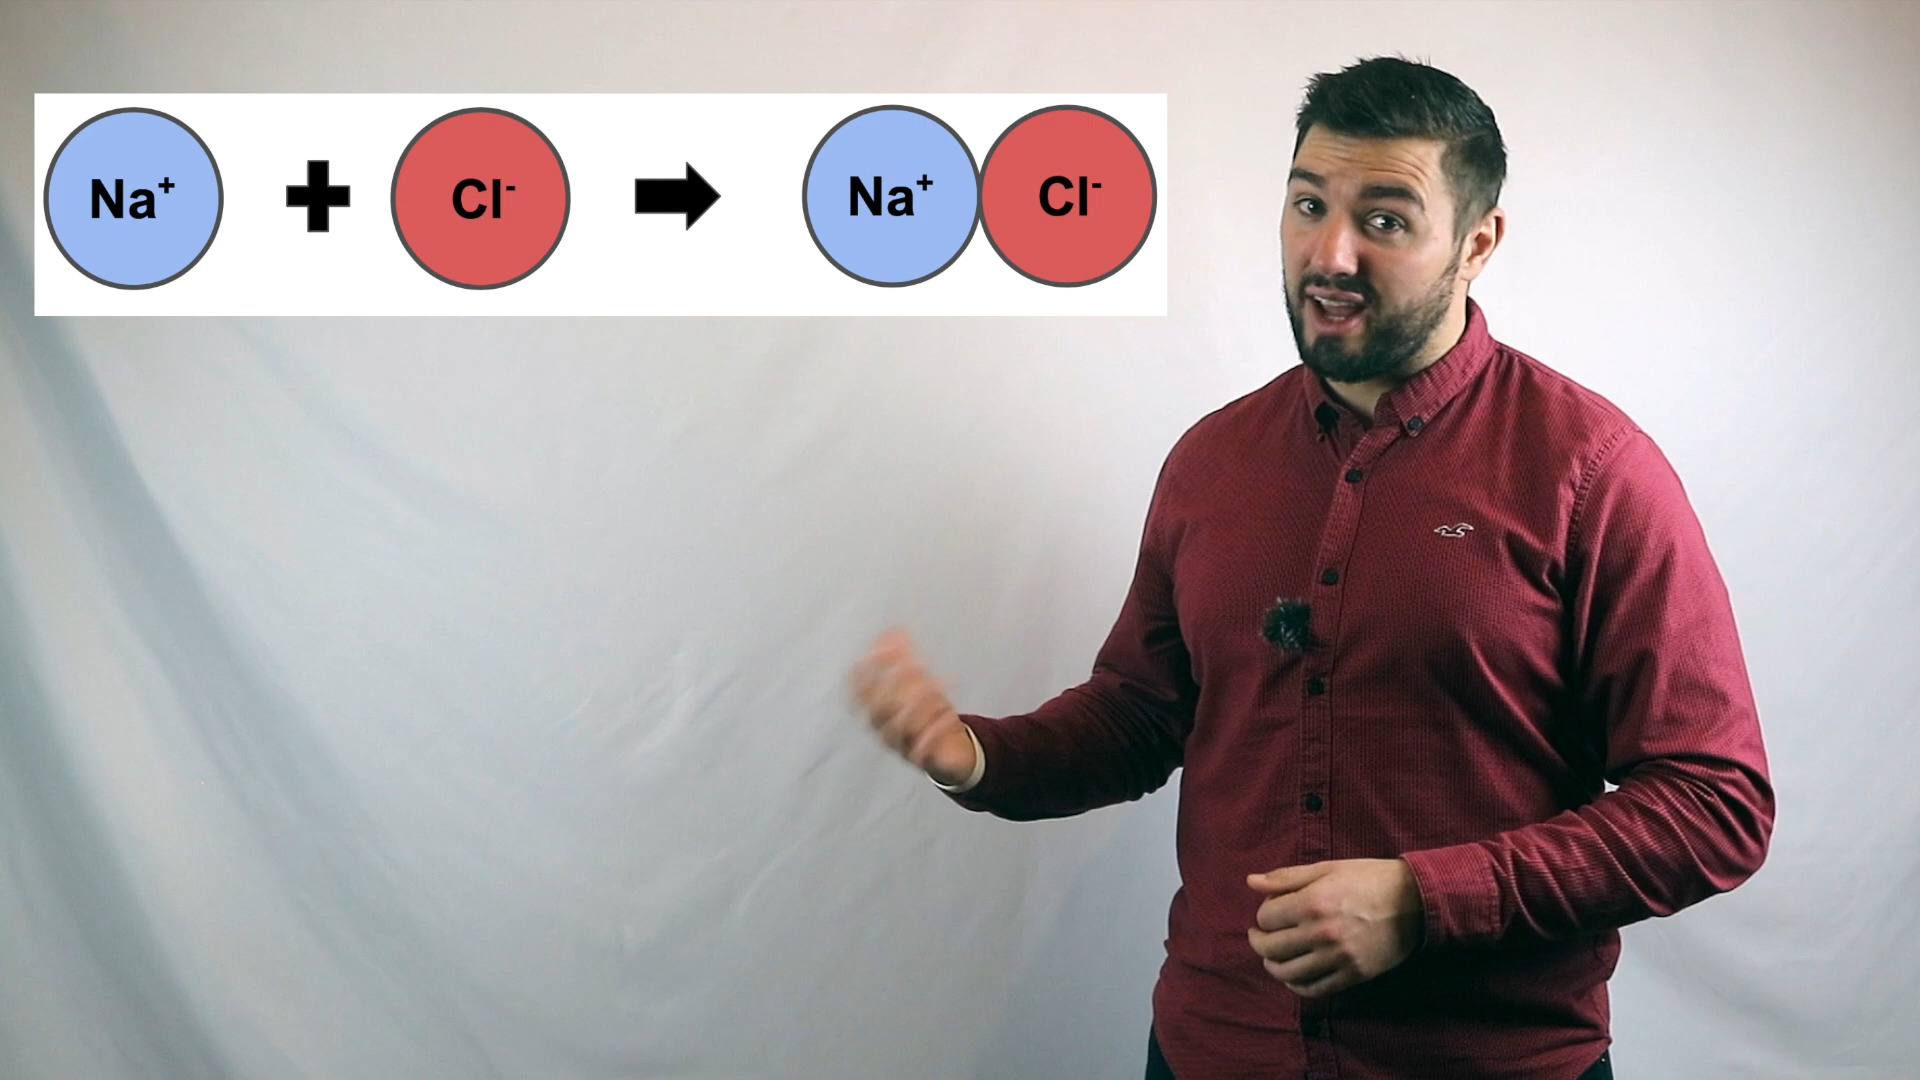 Na⁺ + Cl⁻ → Na⁺ Cl⁻